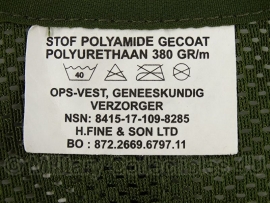 STOF POLYAMIDE GECOAT
POLYURETHAAN 380 GR/m
40
OPS-VEST, GENEESKUNDIG
VERZORGER
NSN: 8415-17-109-8285
H.FINE & SON LTD
BO : 872.2669.6797.11